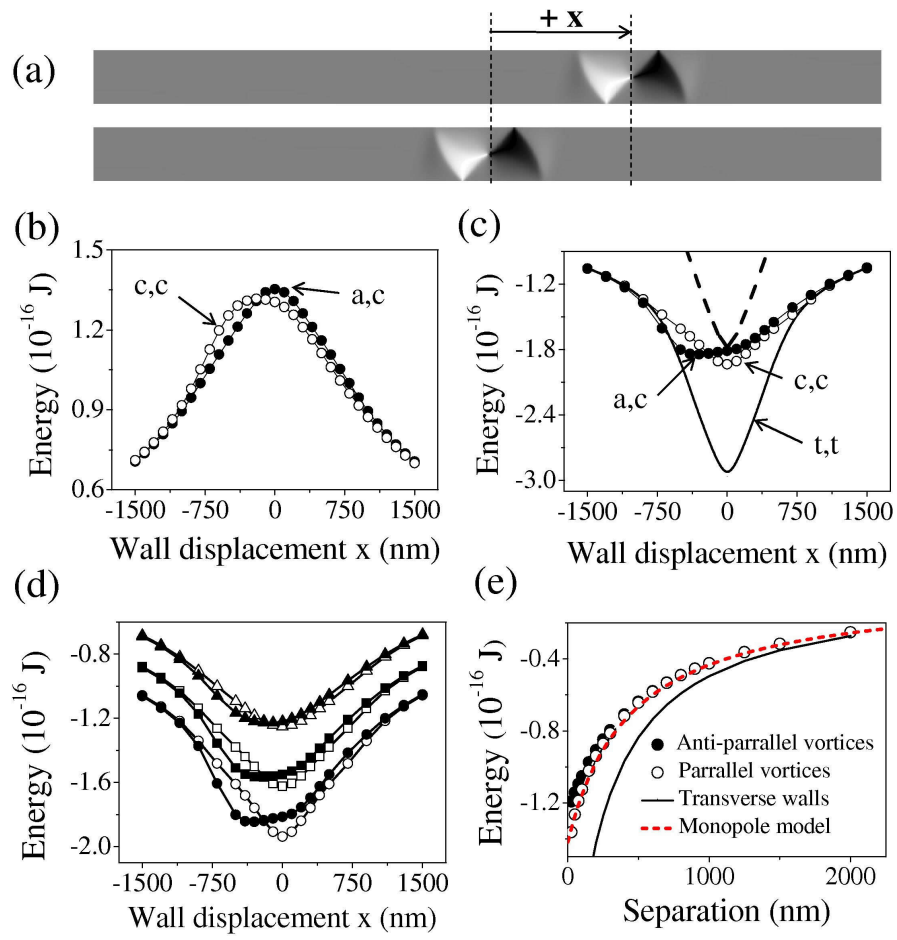 + x
(a)
(b)
1.5
1.2
0.9
0.6
Energy (10⁻¹⁶ J)
c,c
a,c
-1500 -750 0 750 1500
Wall displacement x (nm)
(c)
-1.2
-1.8
-2.4
-3.0
Energy (10⁻¹⁶ J)
a,c
c,c
t,t
-1500 -750 0 750 1500
Wall displacement x (nm)
(d)
-0.8
-1.2
-1.6
-2.0
Energy (10⁻¹⁶ J)
-1500 -750 0 750 1500
Wall displacement x (nm)
(e)
-0.4
-0.8
-1.2
Energy (10⁻¹⁶ J)
Anti-parrallel vortices
Parrallel vortices
Transverse walls
Monopole model
0 1000 2000
Separation (nm)